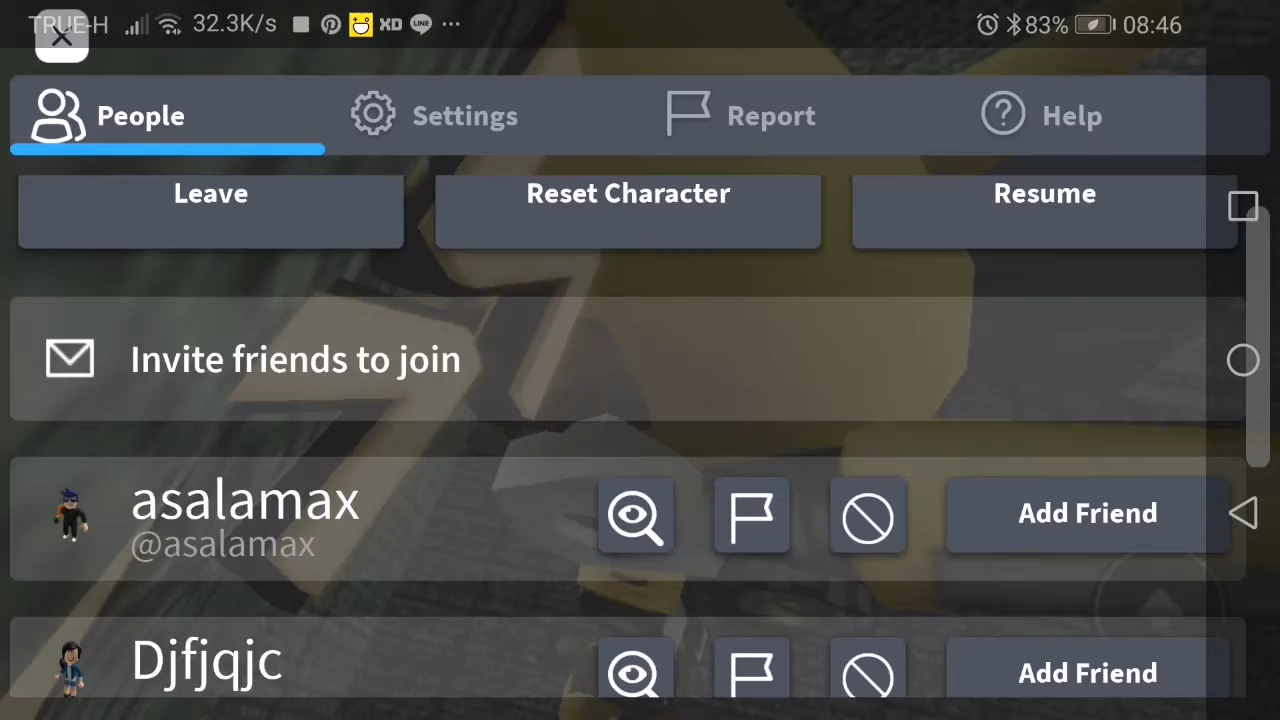 TRUE-H 32.3K/s XD LINE ... 83% 08:46
People Settings Report Help
Leave Reset Character Resume
Invite friends to join
asalamax Add Friend
@asalamax
Djfjqjc Add Friend